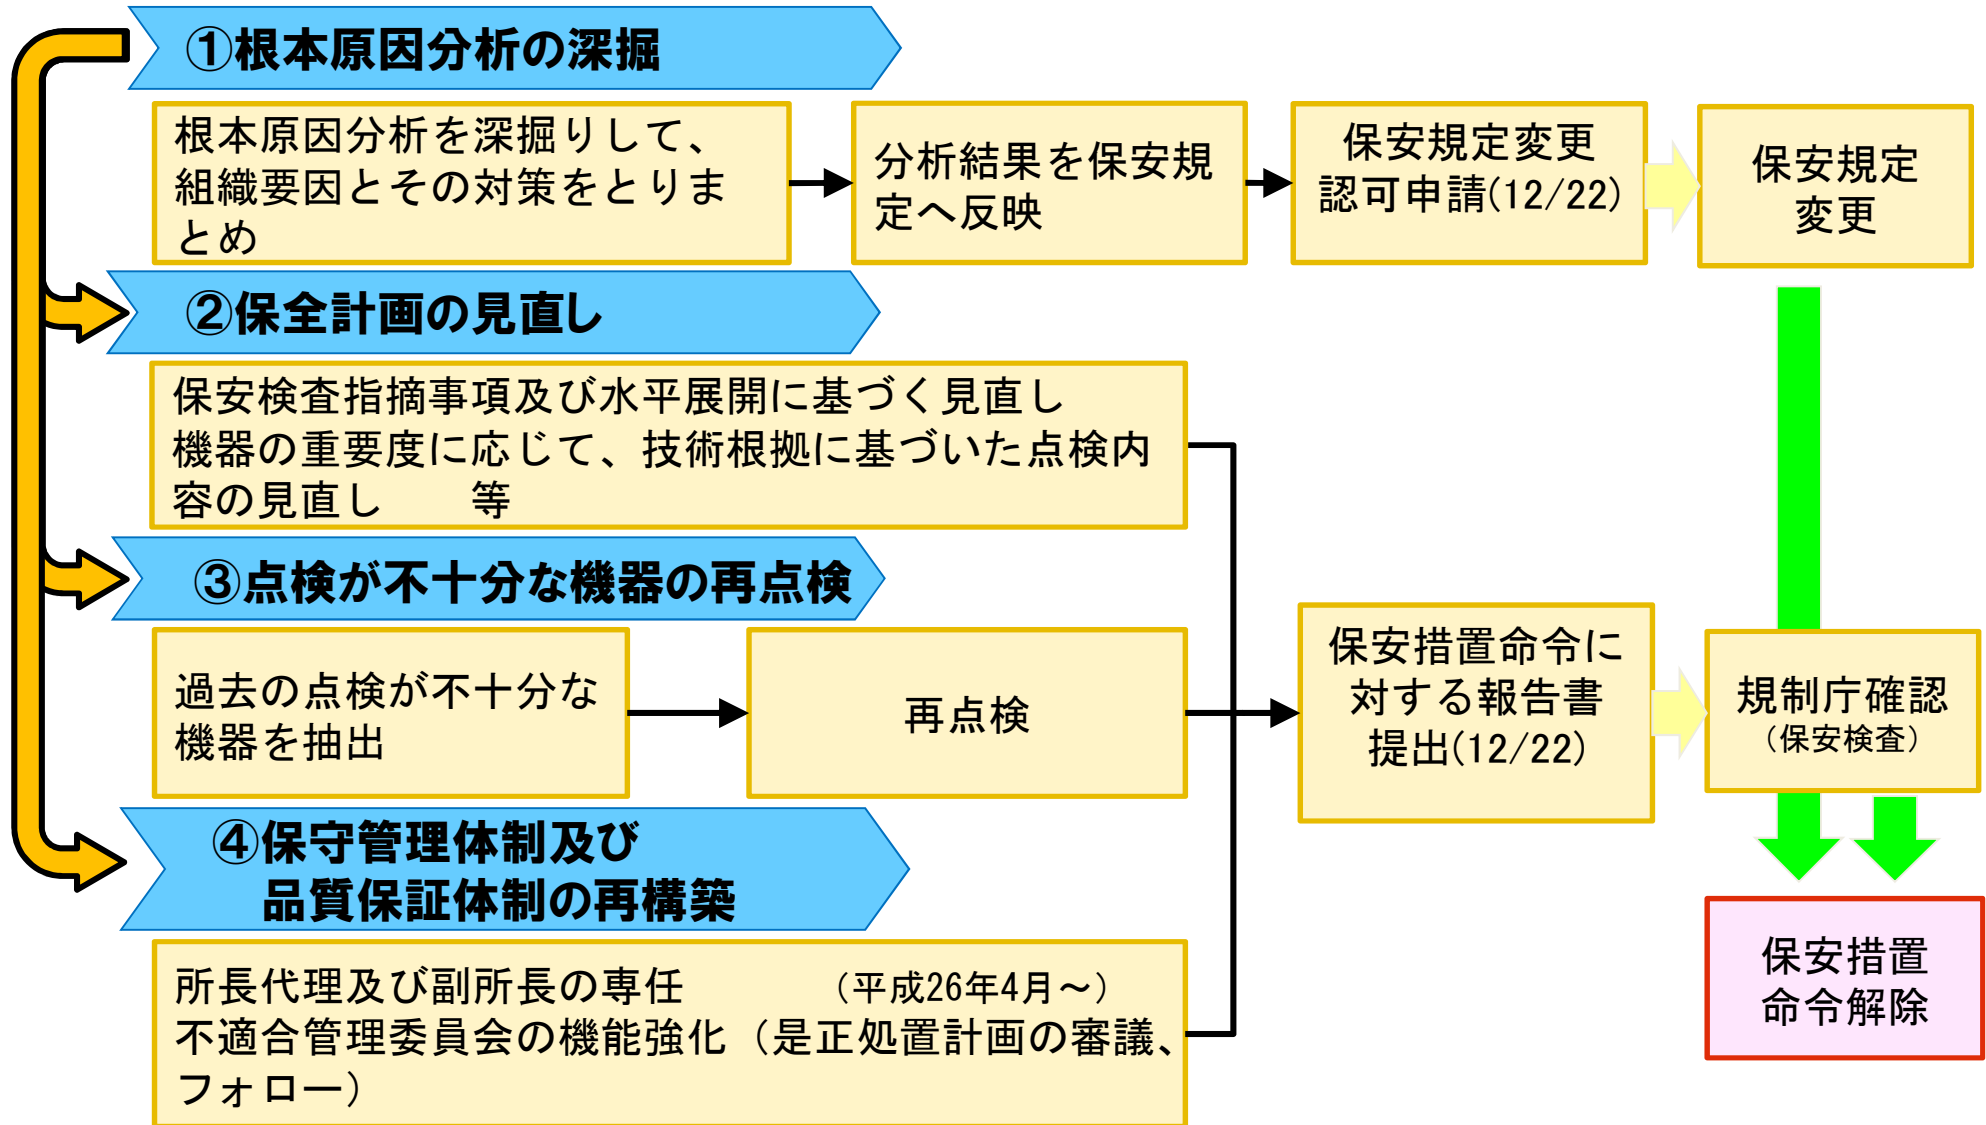 ①根本原因分析の深掘
根本原因分析を深掘りして、
組織要因とその対策をとりま
とめ
分析結果を保安規
定へ反映
保安規定変更
認可申請(12/22)
保安規定
変更
②保全計画の見直し
保安検査指摘事項及び水平展開に基づく見直し
機器の重要度に応じて、技術根拠に基づいた点検内
容の見直し　　等
③点検が不十分な機器の再点検
過去の点検が不十分な
機器を抽出
再点検
保安措置命令に
対する報告書
提出(12/22)
規制庁確認
（保安検査）
④保守管理体制及び
品質保証体制の再構築
所長代理及び副所長の専任　　　（平成26年4月～）
不適合管理委員会の機能強化（是正処置計画の審議、
フォロー）
保安措置
命令解除